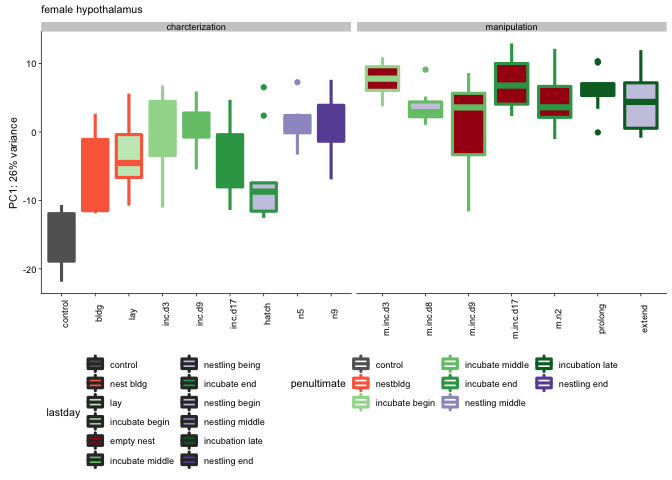 female hypothalamus
charcterization
manipulation
PC1: 26% variance
10
0
-10
-20
control
bldg
lay
inc.d3
inc.d9
inc.d17
hatch
n5
n9
m.inc.d3
m.inc.d8
m.inc.d9
m.inc.d17
m.n2
prolong
extend
lastday
control
nest bldg
lay
incubate begin
empty nest
incubate middle
nestling being
incubate end
nestling begin
nestling middle
incubation late
nestling end
penultimate
control
nestbldg
incubate begin
incubate middle
incubate end
nestling middle
incubation late
nestling end